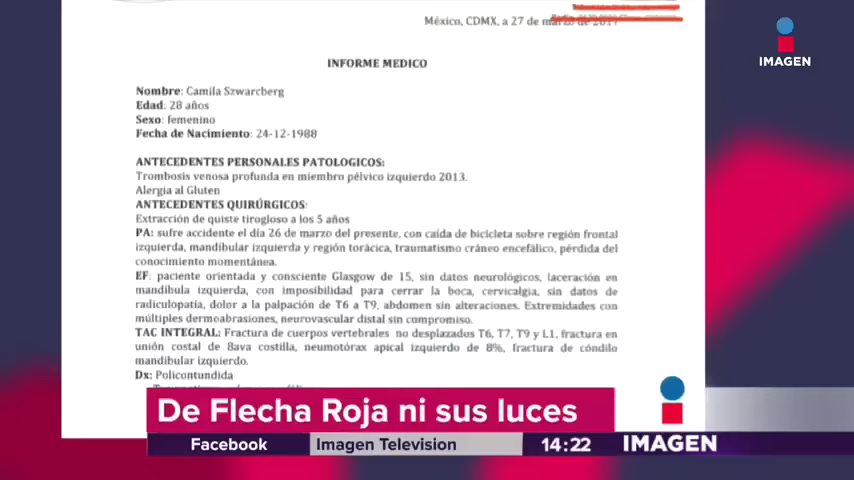 México, CDMX, a 27 de marzo de 2017
IMAGEN
INFORME MEDICO
Nombre: Camila Szwarcberg
Edad: 28 años
Sexo: femenino
Fecha de Nacimiento: 24-12-1988
ANTECEDENTES PERSONALES PATOLOGICOS:
Trombosis venosa profunda en miembro pélvico izquierdo 2013.
Alergia al Gluten
ANTECEDENTES QUIRÚRGICOS:
Extracción de quiste tirogloso a los 5 años
PA: sufre accidente el día 26 de marzo del presente, con caída de bicicleta sobre región frontal
izquierda, mandibular izquierda y región torácica, traumatismo cráneo encefálico, pérdida del
conocimiento momentánea.
EF: paciente orientada y consciente Glasgow de 15, sin datos neurológicos, laceración en
mandibula izquierda, con imposibilidad para cerrar la boca, cervicalgia, sin datos de
radiculopatía, dolor a la palpación de T6 a T9, abdomen sin alteraciones. Extremidades con
múltiples dermoabrasiones, neurovascular distal sin compromiso.
TAC INTEGRAL: Fractura de cuerpos vertebrales no desplazados T6, T7, T9 y L1, fractura en
unión costal de 8ava costilla, neumotórax apical izquierdo de 8%, fractura de cóndilo
mandibular izquierdo.
Dx: Policontundida
De Flecha Roja ni sus luces
Facebook
Imagen Television
14:22
IMAGEN